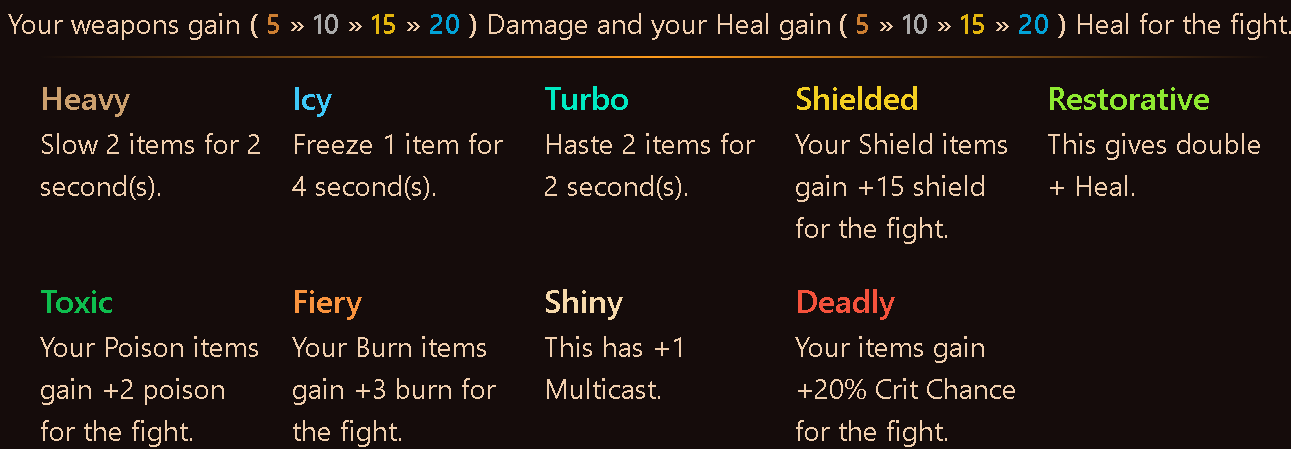 Your weapons gain ( 5 » 10 » 15 » 20 ) Damage and your Heal gain ( 5 » 10 » 15 » 20 ) Heal for the fight.
Heavy
Slow 2 items for 2
second(s).
Icy
Freeze 1 item for
4 second(s).
Turbo
Haste 2 items for
2 second(s).
Shielded
Your Shield items
gain +15 shield
for the fight.
Restorative
This gives double
+ Heal.
Toxic
Your Poison items
gain +2 poison
for the fight.
Fiery
Your Burn items
gain +3 burn for
the fight.
Shiny
This has +1
Multicast.
Deadly
Your items gain
+20% Crit Chance
for the fight.